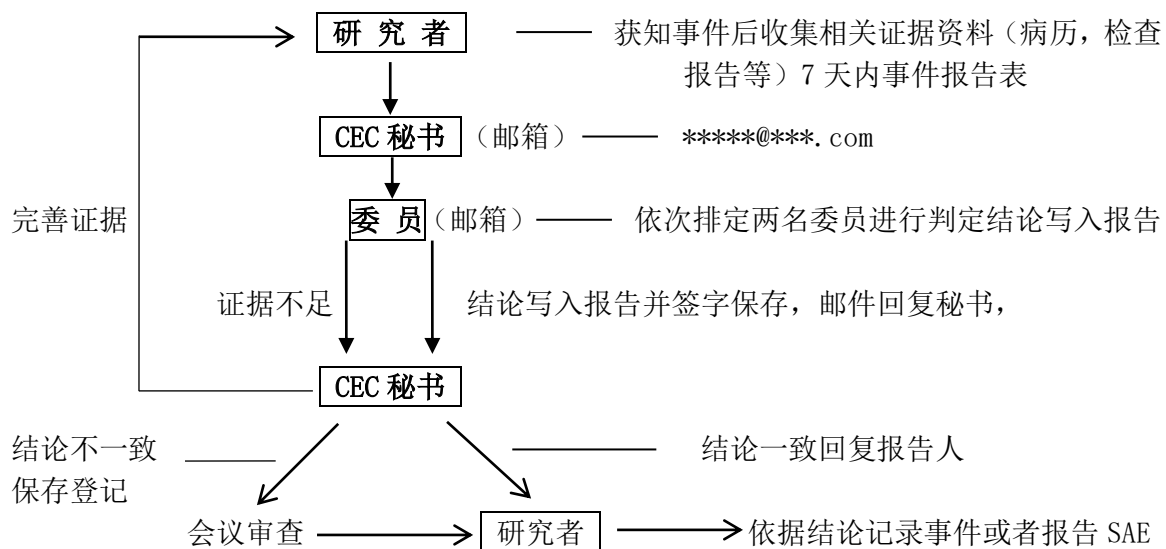 研 究 者 获知事件后收集相关证据资料（病历，检查
报告等）7 天内事件报告表
CEC 秘书 （邮箱） *****@***.com
完善证据 委 员 （邮箱） 依次排定两名委员进行判定结论写入报告
证据不足 结论写入报告并签字保存，邮件回复秘书，
CEC 秘书
结论不一致 结论一致回复报告人
保存登记
会议审查 研究者 依据结论记录事件或者报告 SAE